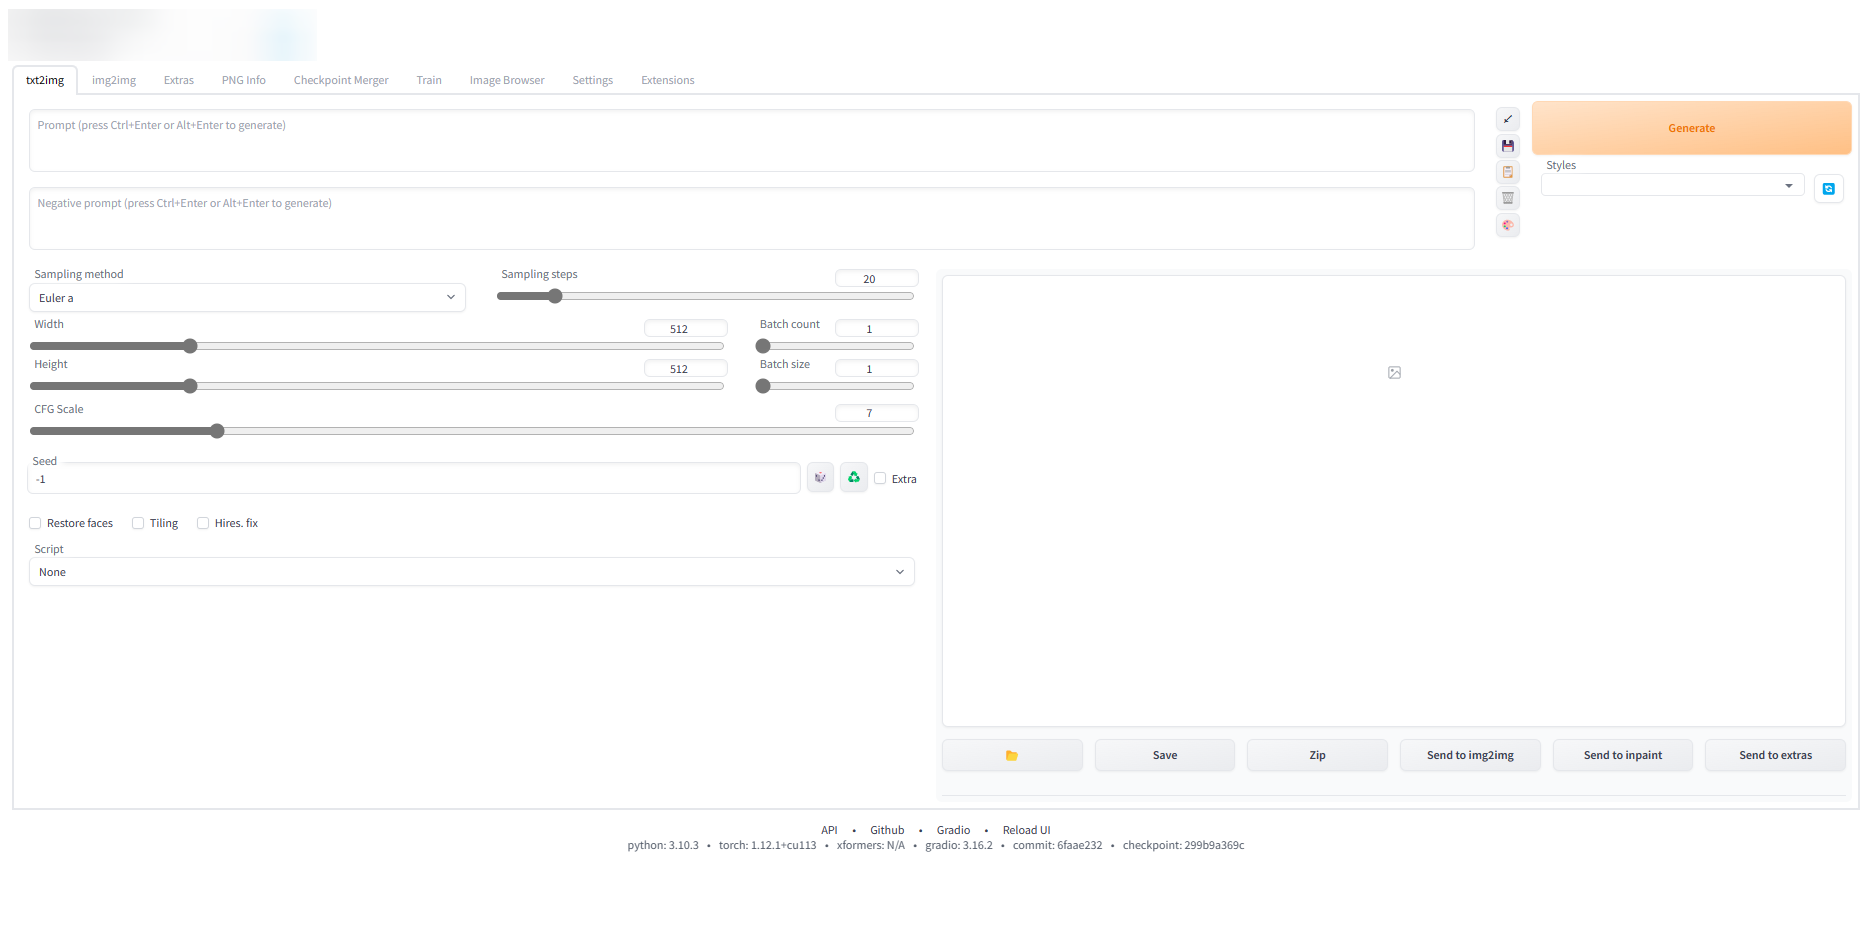 txt2img img2img Extras PNG Info Checkpoint Merger Train Image Browser Settings Extensions
Prompt (press Ctrl+Enter or Alt+Enter to generate)
Generate
Styles
Negative prompt (press Ctrl+Enter or Alt+Enter to generate)
Sampling method
Euler a
Sampling steps
20
Width
512
Batch count
1
Height
512
Batch size
1
CFG Scale
7
Seed
-1
Extra
Restore faces Tiling Hires. fix
Script
None
Save Zip Send to img2img Send to inpaint Send to extras
API • Github • Gradio • Reload UI
python: 3.10.3 • torch: 1.12.1+cu113 • xformers: N/A • gradio: 3.16.2 • commit: 6faae232 • checkpoint: 299b9a369c